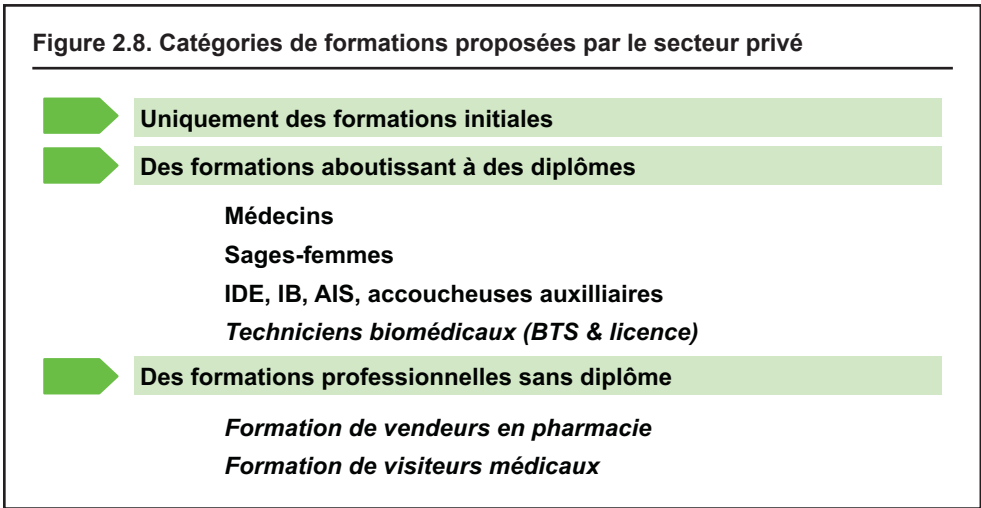 Figure 2.8. Catégories de formations proposées par le secteur privé
Uniquement des formations initiales
Des formations aboutissant à des diplômes
Médecins
Sages-femmes
IDE, IB, AIS, accoucheuses auxilliaires
Techniciens biomédicaux (BTS & licence)
Des formations professionnelles sans diplôme
Formation de vendeurs en pharmacie
Formation de visiteurs médicaux